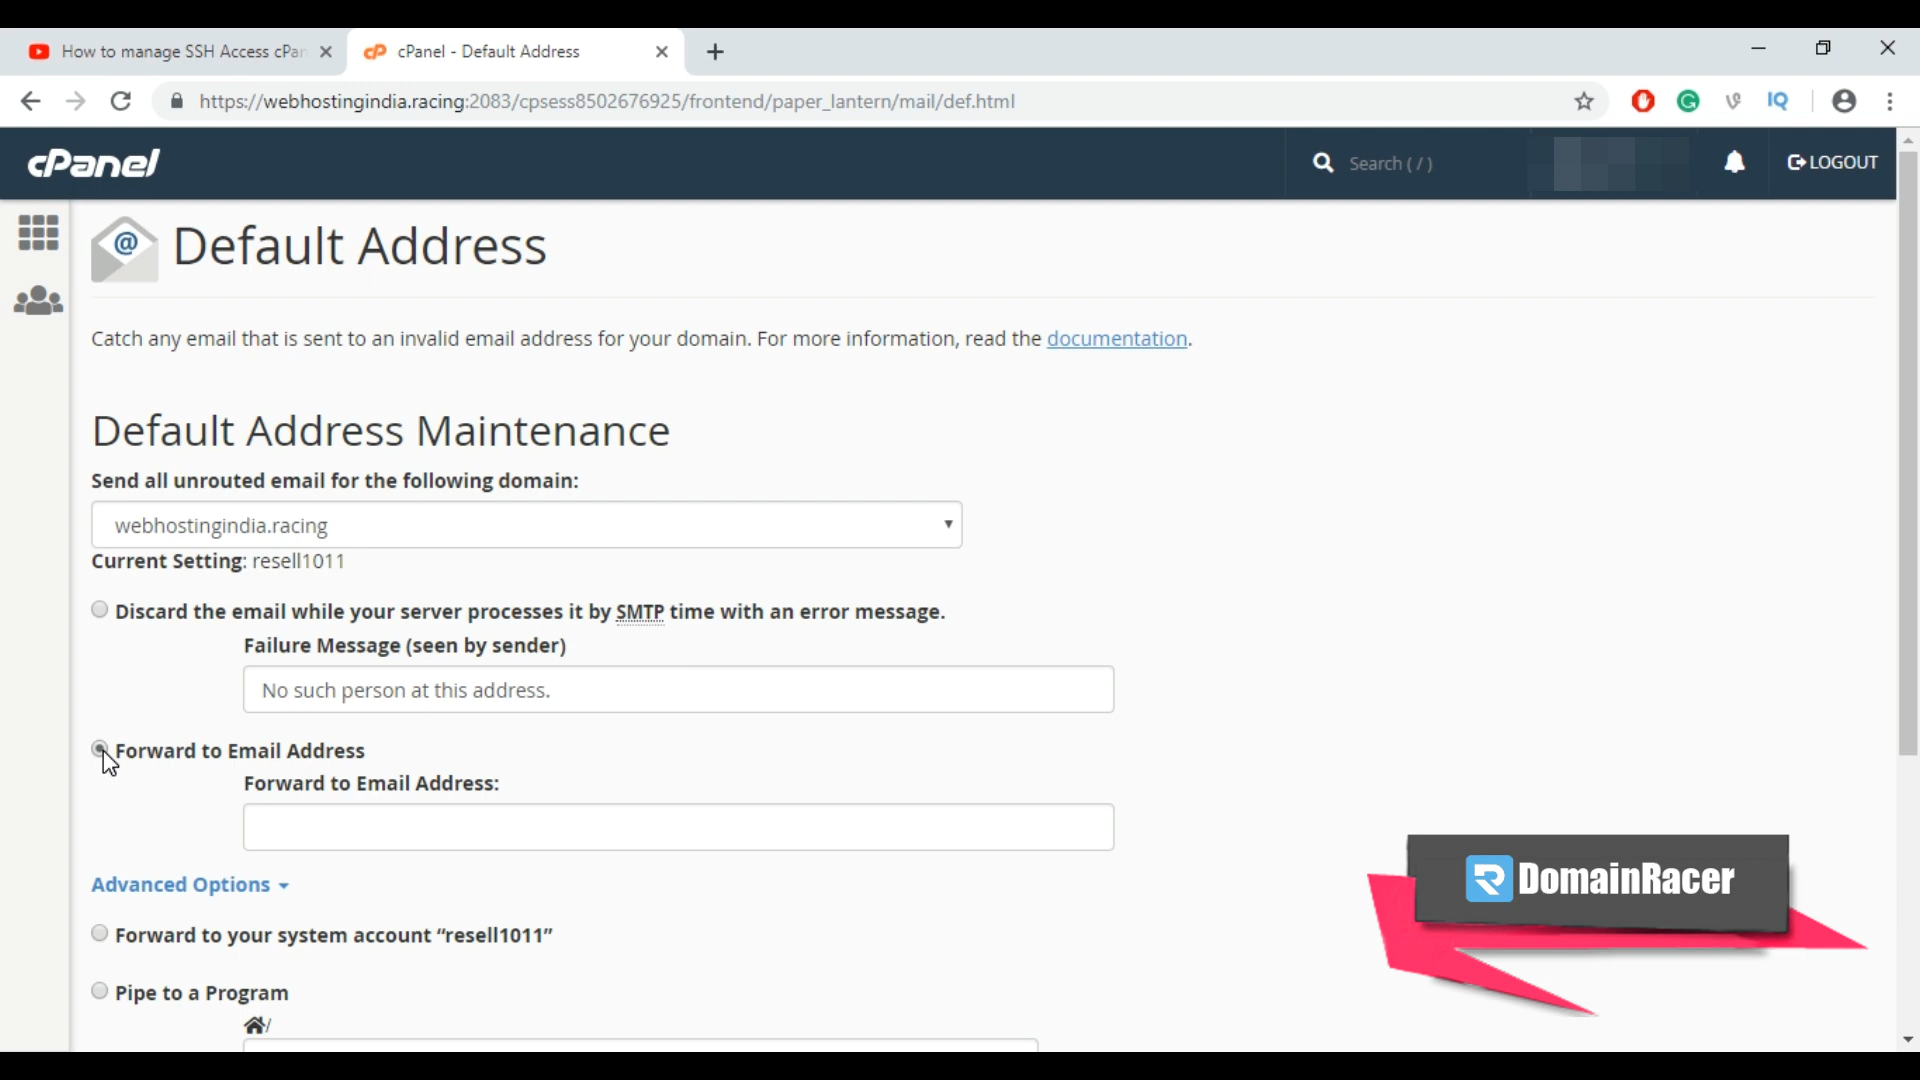 How to manage SSH Access cPan
cPanel - Default Address
https://webhostingindia.racing:2083/cpsess8502676925/frontend/paper_lantern/mail/def.html
IQ
cPanel
Search ( / )
LOGOUT
@ Default Address
Catch any email that is sent to an invalid email address for your domain. For more information, read the documentation.
Default Address Maintenance
Send all unrouted email for the following domain:
webhostingindia.racing
Current Setting: resell1011
Discard the email while your server processes it by SMTP time with an error message.
Failure Message (seen by sender)
No such person at this address.
Forward to Email Address
Forward to Email Address:
DomainRacer
Advanced Options
Forward to your system account “resell1011”
Pipe to a Program
/